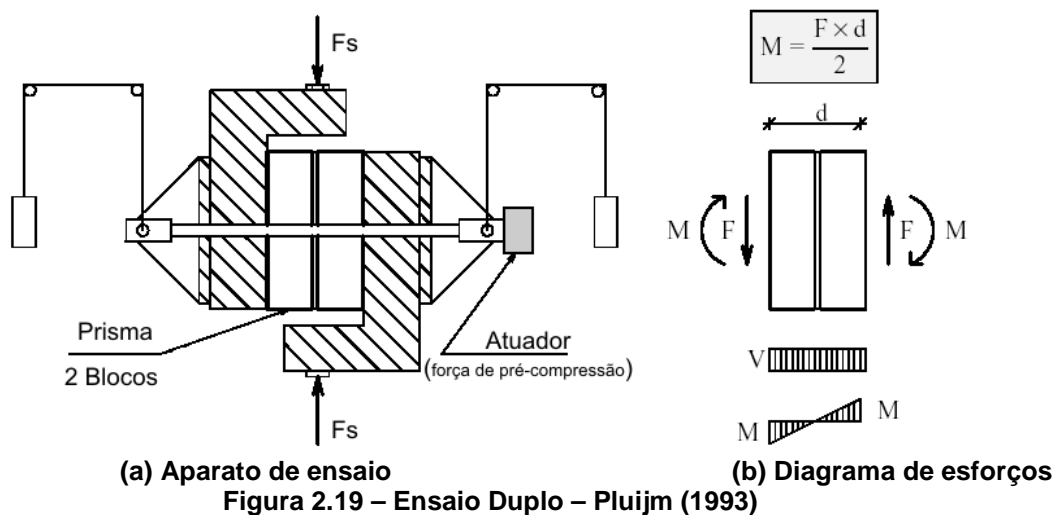 Fs
Prisma
2 Blocos
Atuador
(força de pré-compressão)
Fs
(a) Aparato de ensaio
M = F × d / 2
d
M F F M
V
M M
(b) Diagrama de esforços
Figura 2.19 – Ensaio Duplo – Pluijm (1993)